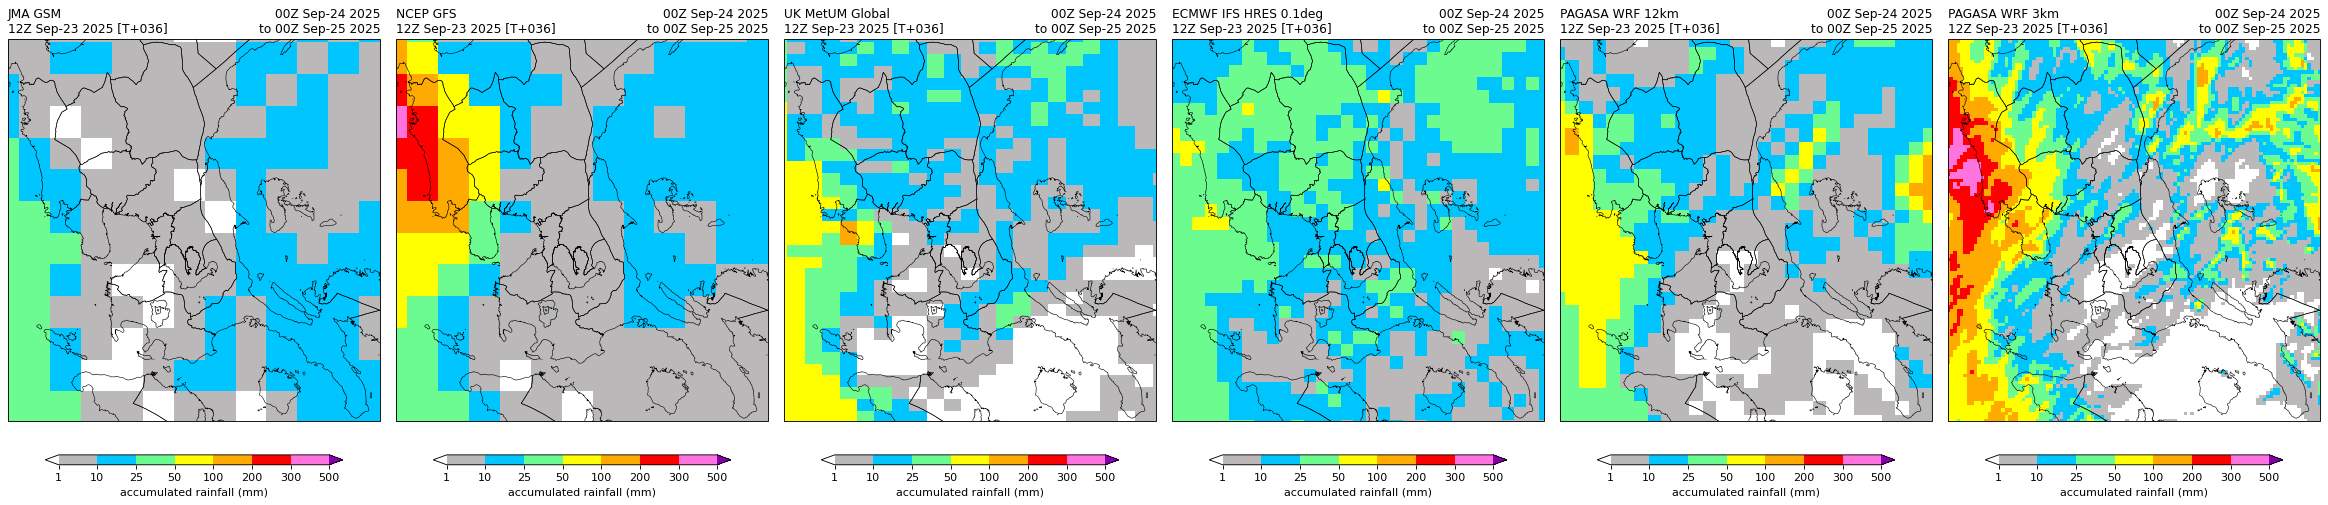 JMA GSM 00Z Sep-24 2025
12Z Sep-23 2025 [T+036] to 00Z Sep-25 2025
1 10 25 50 100 200 300 500
accumulated rainfall (mm)
NCEP GFS 00Z Sep-24 2025
12Z Sep-23 2025 [T+036] to 00Z Sep-25 2025
1 10 25 50 100 200 300 500
accumulated rainfall (mm)
UK MetUM Global 00Z Sep-24 2025
12Z Sep-23 2025 [T+036] to 00Z Sep-25 2025
1 10 25 50 100 200 300 500
accumulated rainfall (mm)
ECMWF IFS HRES 0.1deg 00Z Sep-24 2025
12Z Sep-23 2025 [T+036] to 00Z Sep-25 2025
1 10 25 50 100 200 300 500
accumulated rainfall (mm)
PAGASA WRF 12km 00Z Sep-24 2025
12Z Sep-23 2025 [T+036] to 00Z Sep-25 2025
1 10 25 50 100 200 300 500
accumulated rainfall (mm)
PAGASA WRF 3km 00Z Sep-24 2025
12Z Sep-23 2025 [T+036] to 00Z Sep-25 2025
1 10 25 50 100 200 300 500
accumulated rainfall (mm)